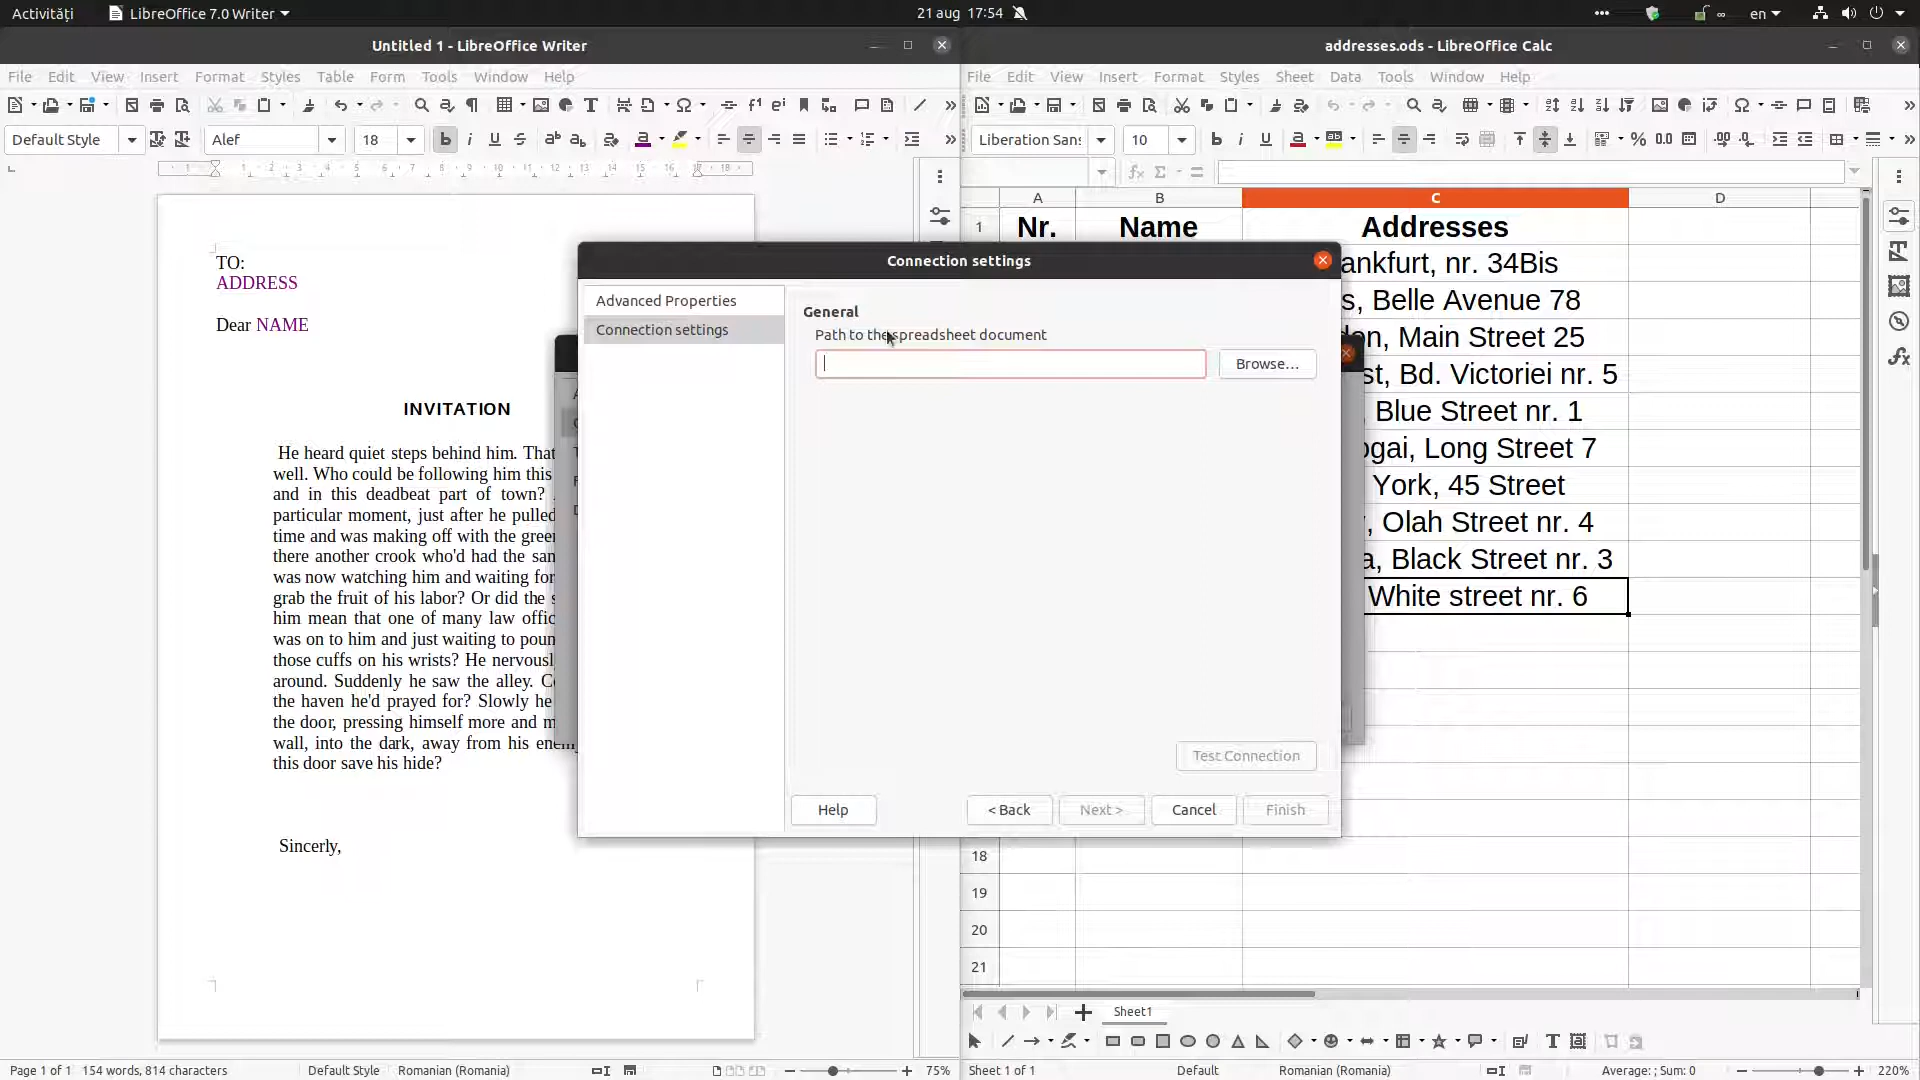 Activități
LibreOffice 7.0 Writer
21 aug 17:54
en
Untitled 1 - LibreOffice Writer
File Edit View Insert Format Styles Table Form Tools Window Help
Default Style
Alef
18
TO:
ADDRESS
Dear NAME
INVITATION
He heard quiet steps behind him. That
well. Who could be following him this
and in this deadbeat part of town?
particular moment, just after he pulled
time and was making off with the
there another crook who'd had the
was now watching him and waiting for
grab the fruit of his labor? Or did the
him mean that one of many law
was on to him and just waiting to
those cuffs on his wrists? He
around. Suddenly he saw the alley.
the haven he'd prayed for? Slowly he
the door, pressing himself more and
wall, into the dark, away from his
this door save his hide?
Sincerely,
Page 1 of 1
154 words, 814 characters
Default Style
Romanian (Romania)
75%
addresses.ods - LibreOffice Calc
File Edit View Insert Format Styles Sheet Data Tools Window Help
Liberation Sans
10
A B C D
1 Nr. Name Addresses
nr. 34Bis
Belle Avenue 78
Main Street 25
Bd. Victoriei nr. 5
Blue Street nr. 1
Long Street 7
York, 45 Street
Olah Street nr. 4
Black Street nr. 3
White street nr. 6
18
19
20
21
Sheet1
Sheet 1 of 1
Default
Romanian (Romania)
Average: ; Sum: 0
220%
Connection settings
Advanced Properties
Connection settings
General
Path to the spreadsheet document
Browse...
Test Connection
Help
< Back
Next >
Cancel
Finish